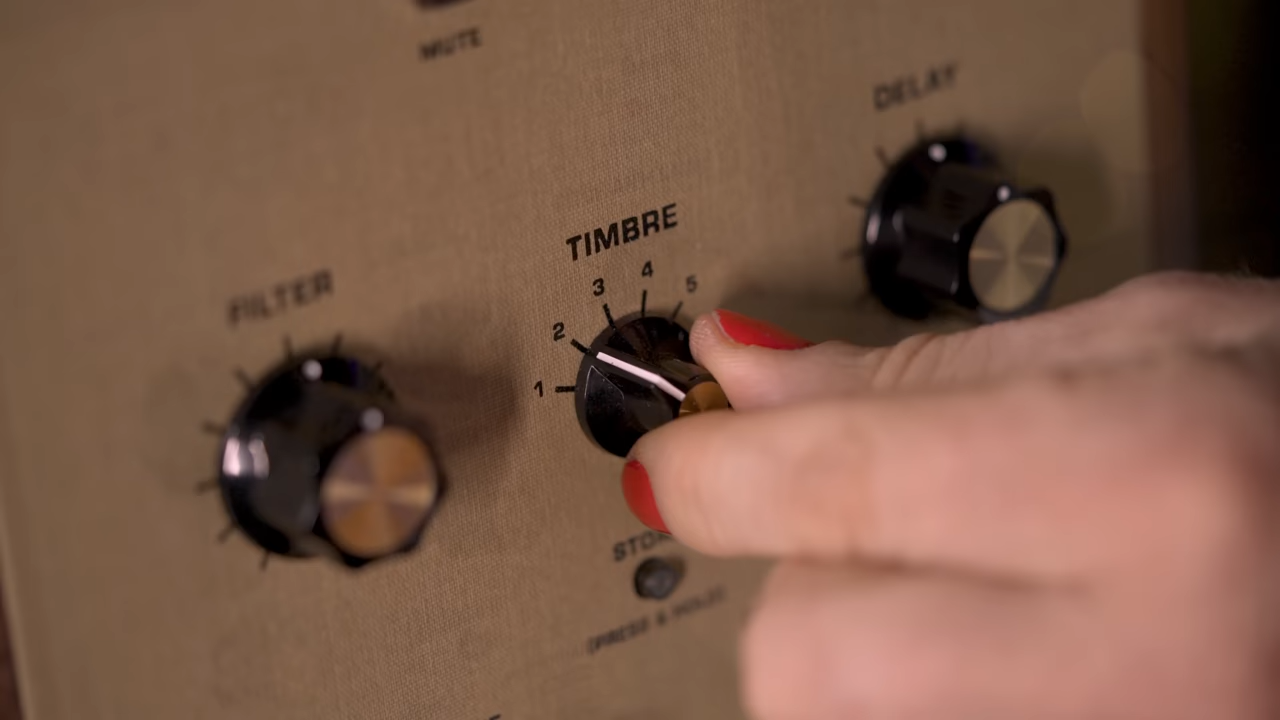 MUTE
DELAY
TIMBRE
FILTER
1 2 3 4 5
(PRESS & HOLD)